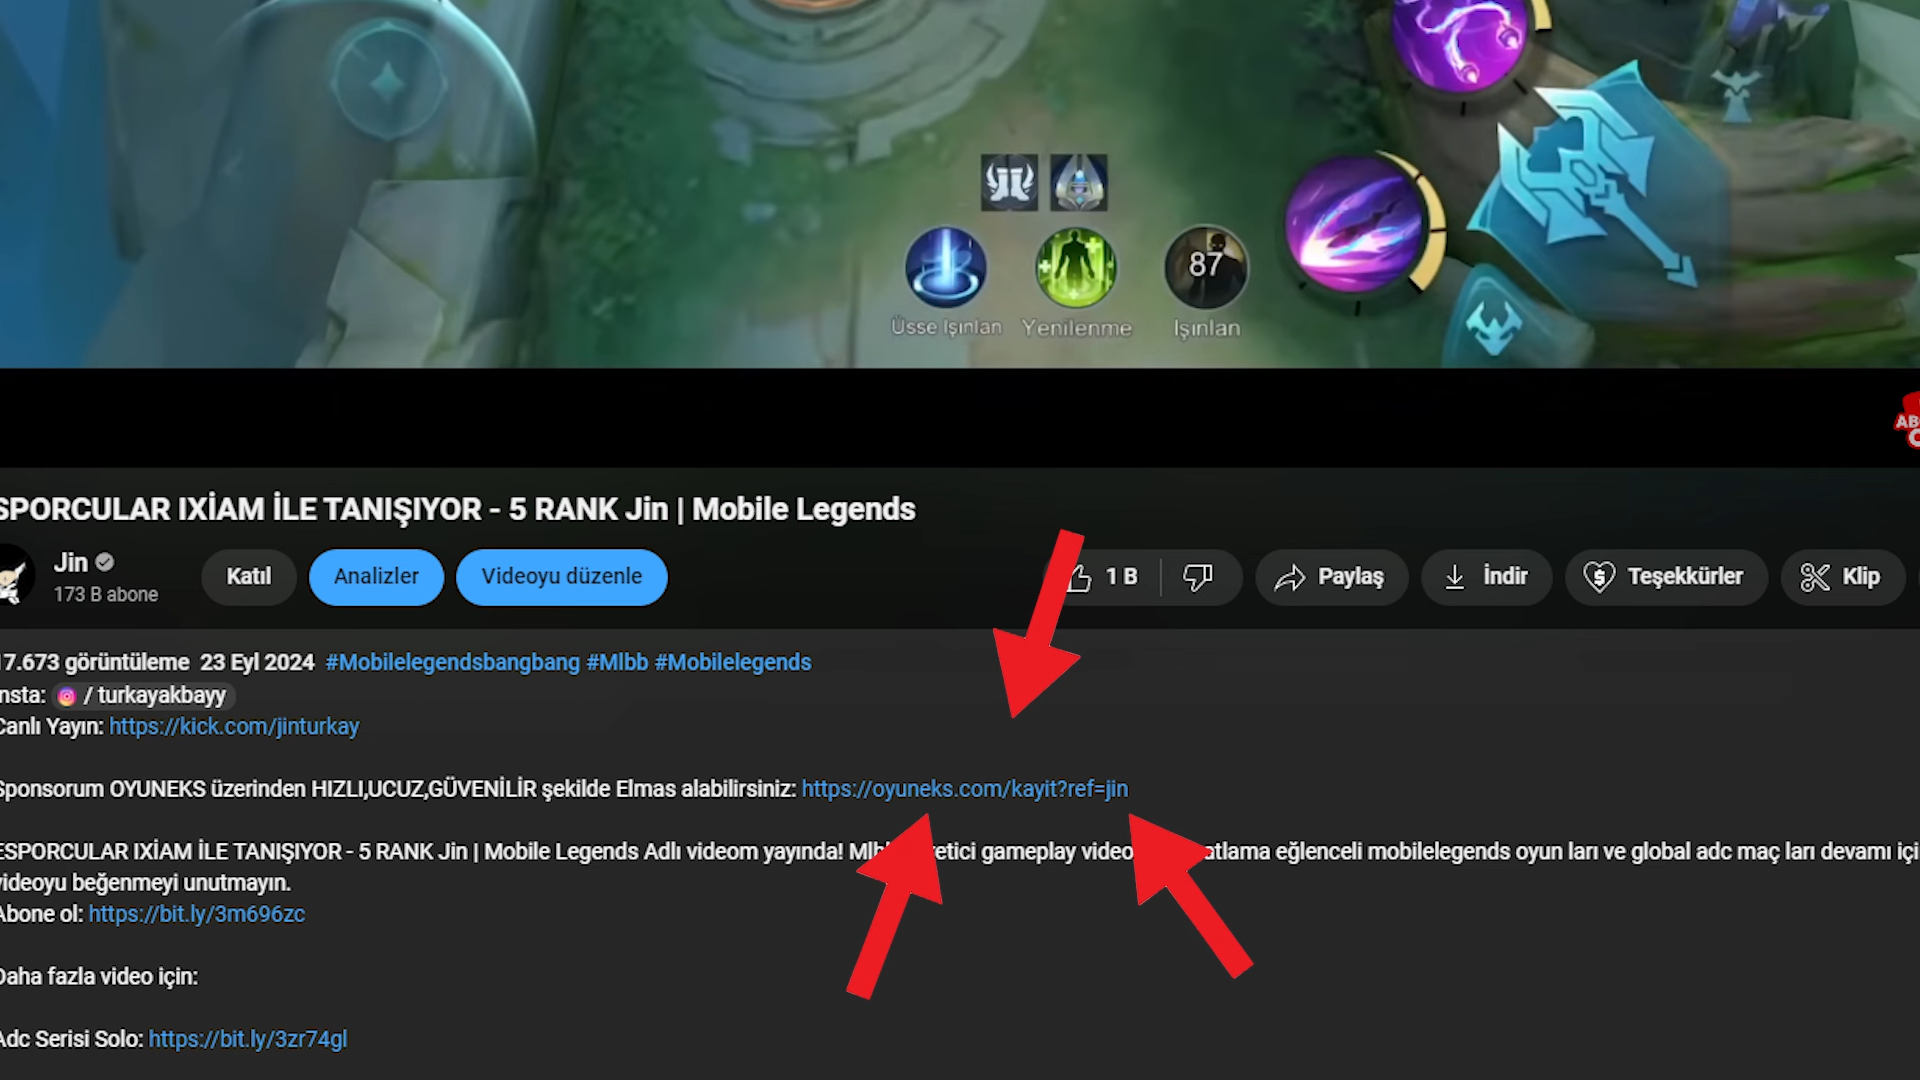 87
Üsse Işınlan Yenilenme Işınlan
SPORCULAR IXİAM İLE TANIŞIYOR - 5 RANK Jin | Mobile Legends
Jin
173 B abone
Katıl
Analizler
Videoyu düzenle
1 B
Paylaş
İndir
Teşekkürler
Klip
17.673 görüntüleme 23 Eyl 2024 #Mobilelegendsbangbang #Mlbb #Mobilelegends
nsta: / turkayakbayy
Canlı Yayın: https://kick.com/jinturkay
Sponsorum OYUNEKS üzerinden HIZLI,UCUZ,GÜVENİLİR şekilde Elmas alabilirsiniz: https://oyuneks.com/kayit?ref=jin
ESPORCULAR IXİAM İLE TANIŞIYOR - 5 RANK Jin | Mobile Legends Adlı videom yayında! gameplay eğlenceli mobilelegends oyun ları ve global adc maç ları devamı içi
videoyu beğenmeyi unutmayın.
Abone ol: https://bit.ly/3m696zc
Daha fazla video için:
Adc Serisi Solo: https://bit.ly/3zr74gl